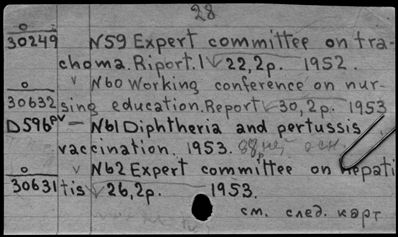 28
30249 N59 Expert committee on tra-
choma. Riport. 1 22,2p. 1952.
N60 Working conference on nur-
30632 sing education. Report 30,2p. 1953
D596 pv — N61 Diphtheria and pertussis
vaccination. 1953.
N62 Expert committee on hepati
30631 tis 26,2p. 1953.
см. след. карт